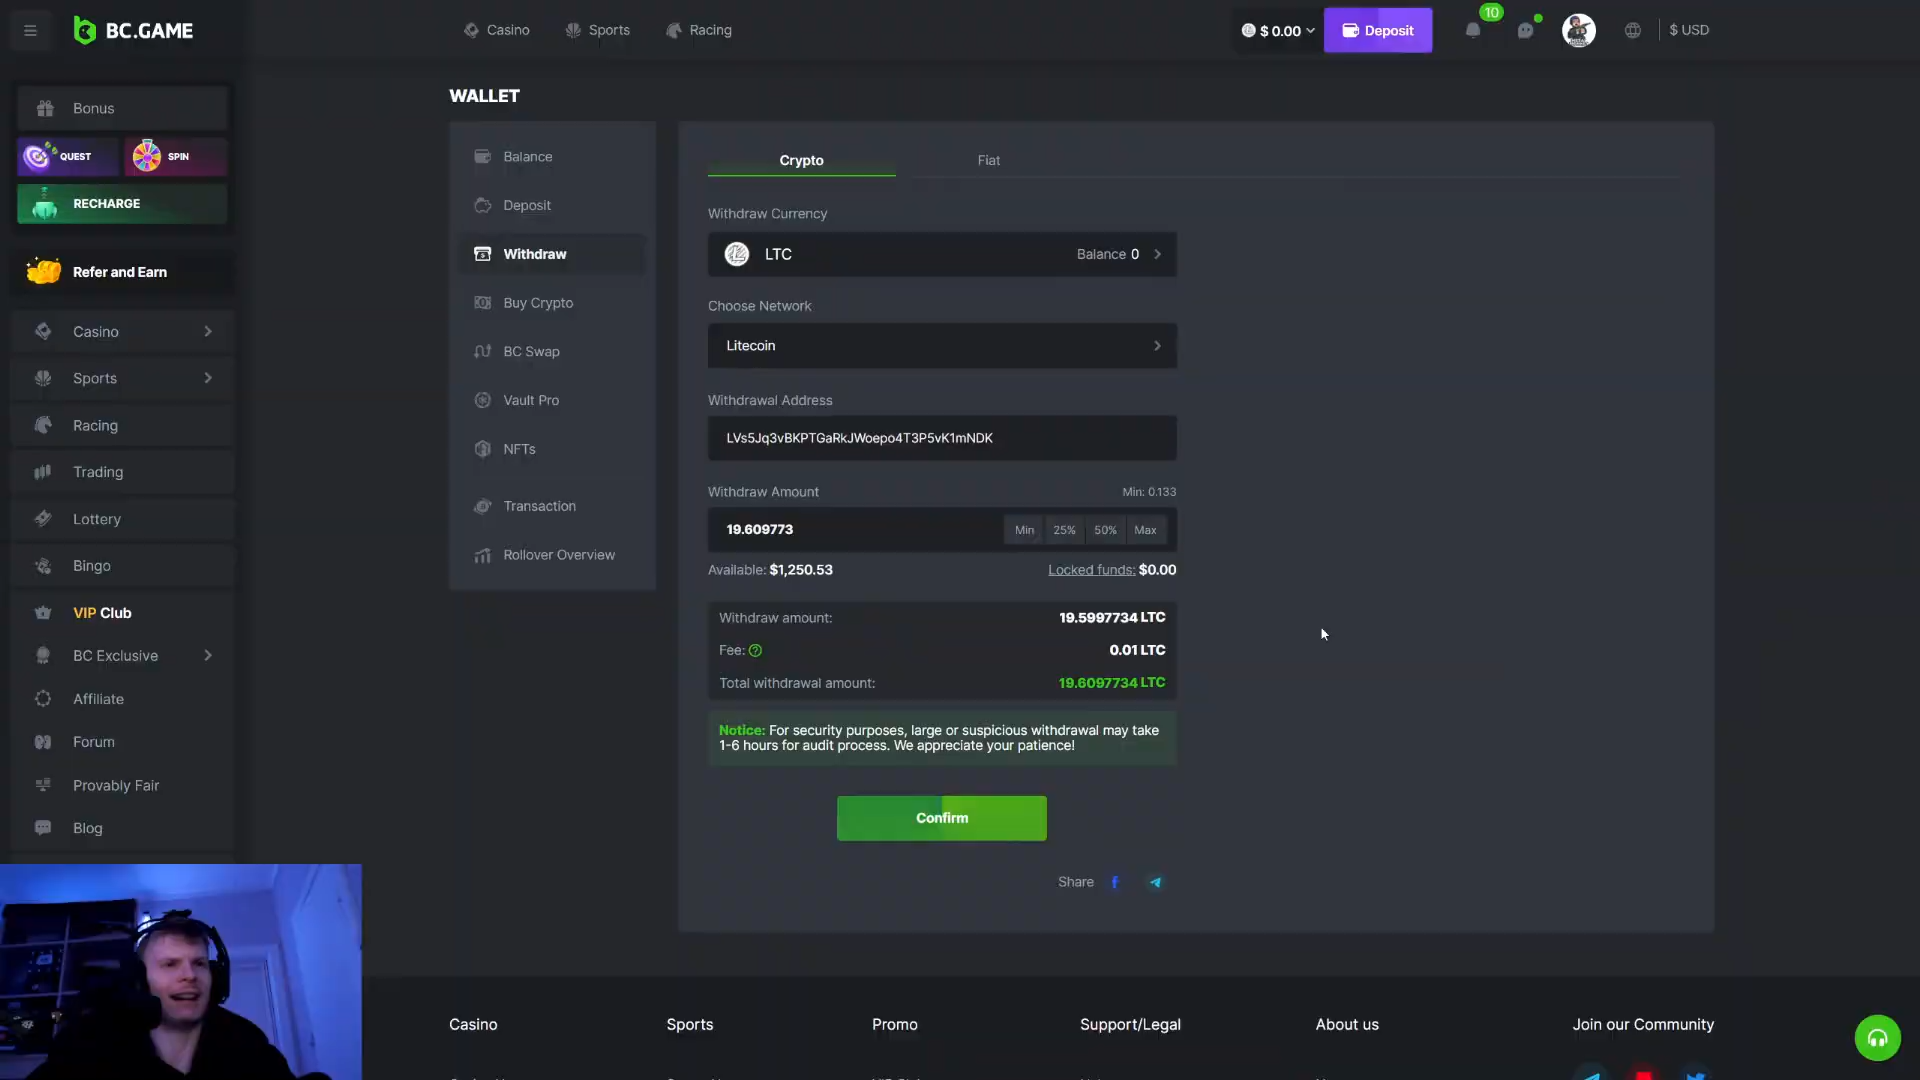 BC.GAME
Casino
Sports
Racing
$ 0.00
Deposit
10
$ USD
Bonus
QUEST
SPIN
RECHARGE
Refer and Earn
Casino
Sports
Racing
Trading
Lottery
Bingo
VIP Club
BC Exclusive
Affiliate
Forum
Provably Fair
Blog
WALLET
Balance
Deposit
Withdraw
Buy Crypto
BC Swap
Vault Pro
NFTs
Transaction
Rollover Overview
Crypto
Fiat
Withdraw Currency
LTC
Balance 0
Choose Network
Litecoin
Withdrawal Address
LVs5Jq3vBKPTGaRkJWoepo4T3P5vK1mNDK
Withdraw Amount
Min: 0.133
19.609773
Min
25%
50%
Max
Available: $1,250.53
Locked funds: $0.00
Withdraw amount:
19.5997734 LTC
Fee:
0.01 LTC
Total withdrawal amount:
19.6097734 LTC
Notice: For security purposes, large or suspicious withdrawal may take
1-6 hours for audit process. We appreciate your patience!
Confirm
Share
Casino
Sports
Promo
Support/Legal
About us
Join our Community